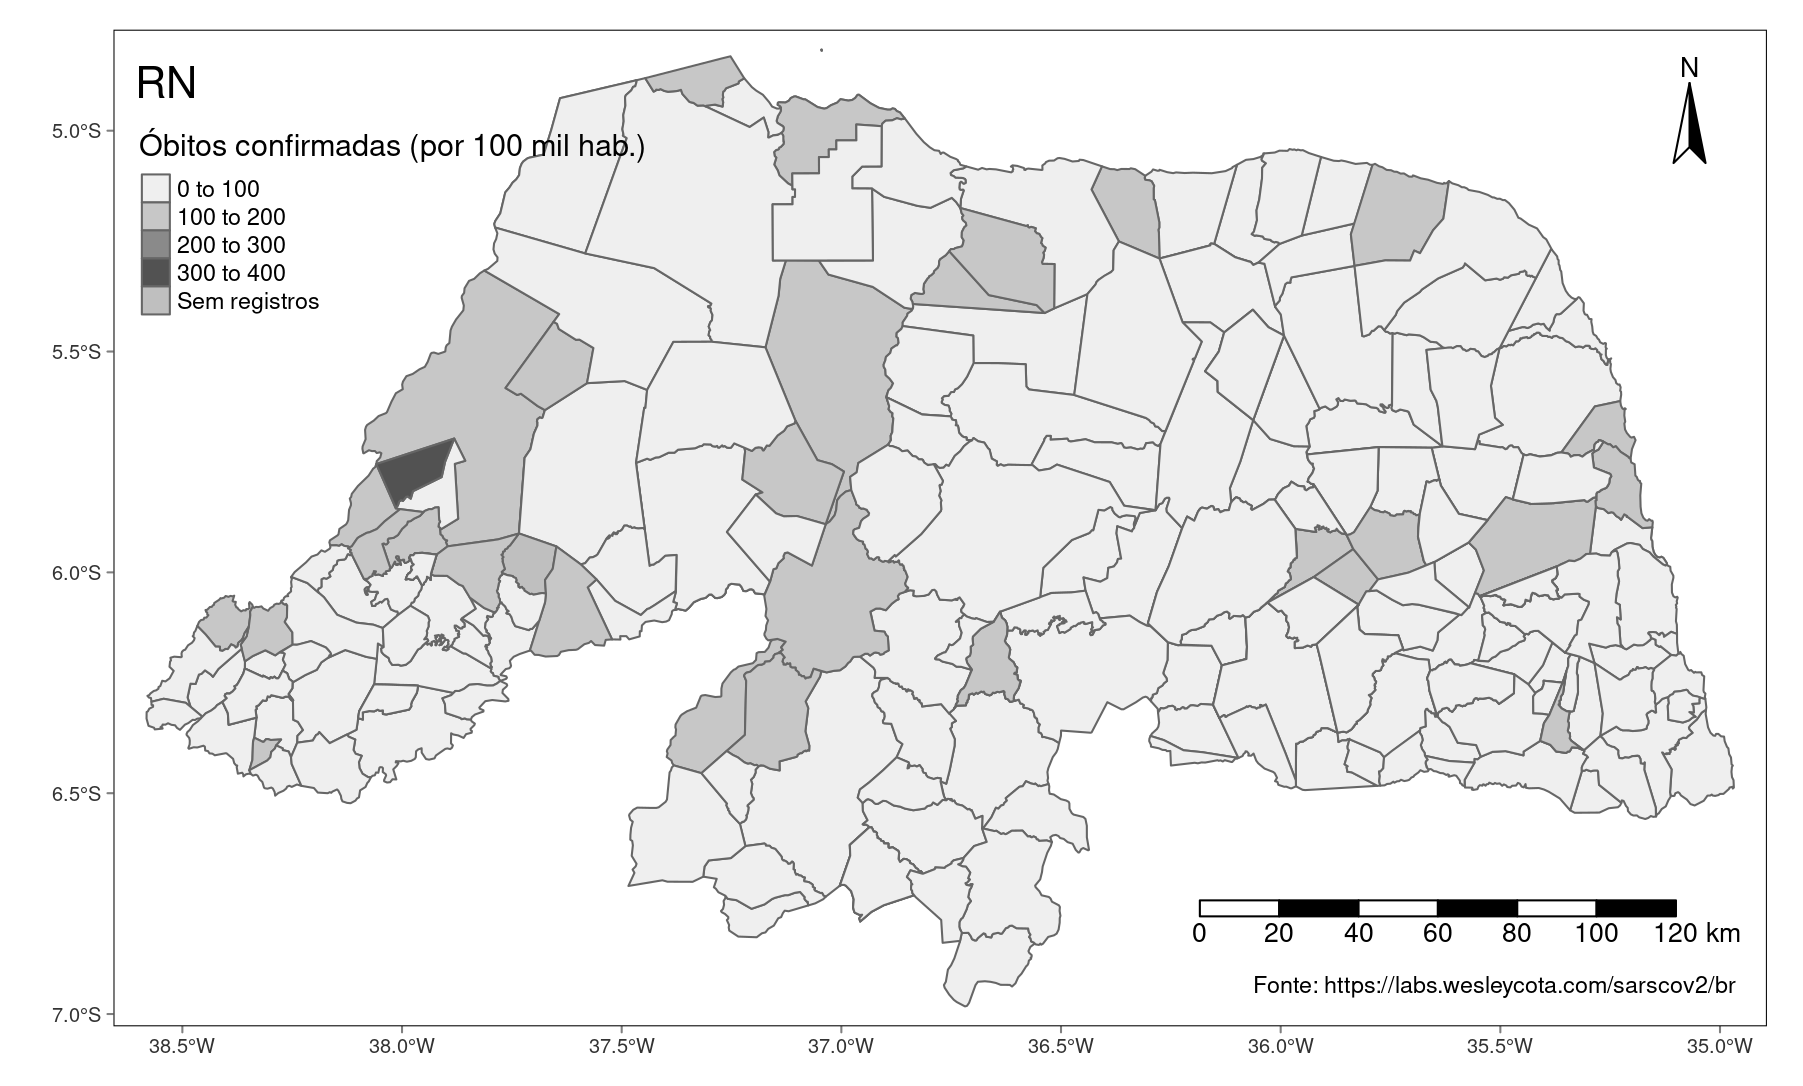 RN
N
Óbitos confirmadas (por 100 mil hab.)
0 to 100
100 to 200
200 to 300
300 to 400
Sem registros
5.0°S
5.5°S
6.0°S
6.5°S
7.0°S
0 20 40 60 80 100 120 km
Fonte: https://labs.wesleycota.com/sarscov2/br
38.5°W 38.0°W 37.5°W 37.0°W 36.5°W 36.0°W 35.5°W 35.0°W